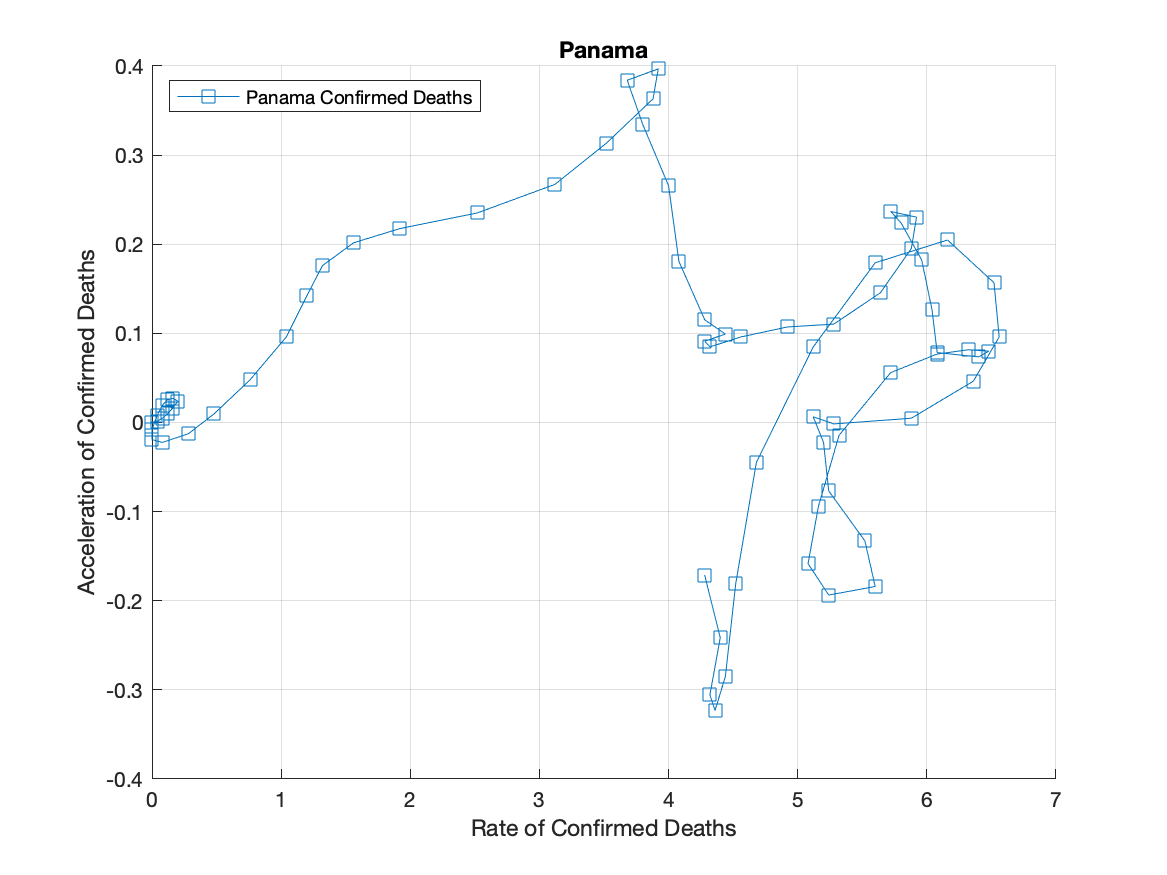 Panama
Panama Confirmed Deaths
0.4
0.3
0.2
0.1
0
-0.1
-0.2
-0.3
-0.4
Acceleration of Confirmed Deaths
0 1 2 3 4 5 6 7
Rate of Confirmed Deaths